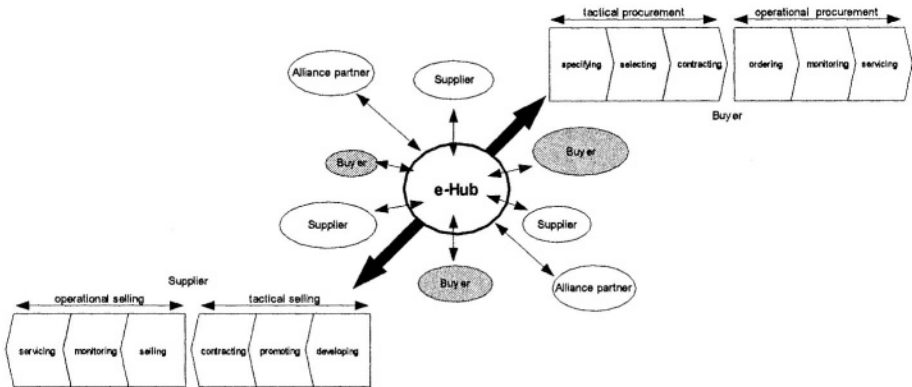 tactical procurement
operational procurement
specifying
selecting
contracting
ordering
monitoring
servicing
Buyer
Alliance partner
Supplier
Buyer
Buyer
e-Hub
Supplier
Supplier
Buyer
Alliance partner
Supplier
operational selling
tactical selling
servicing
monitoring
selling
contracting
promoting
developing